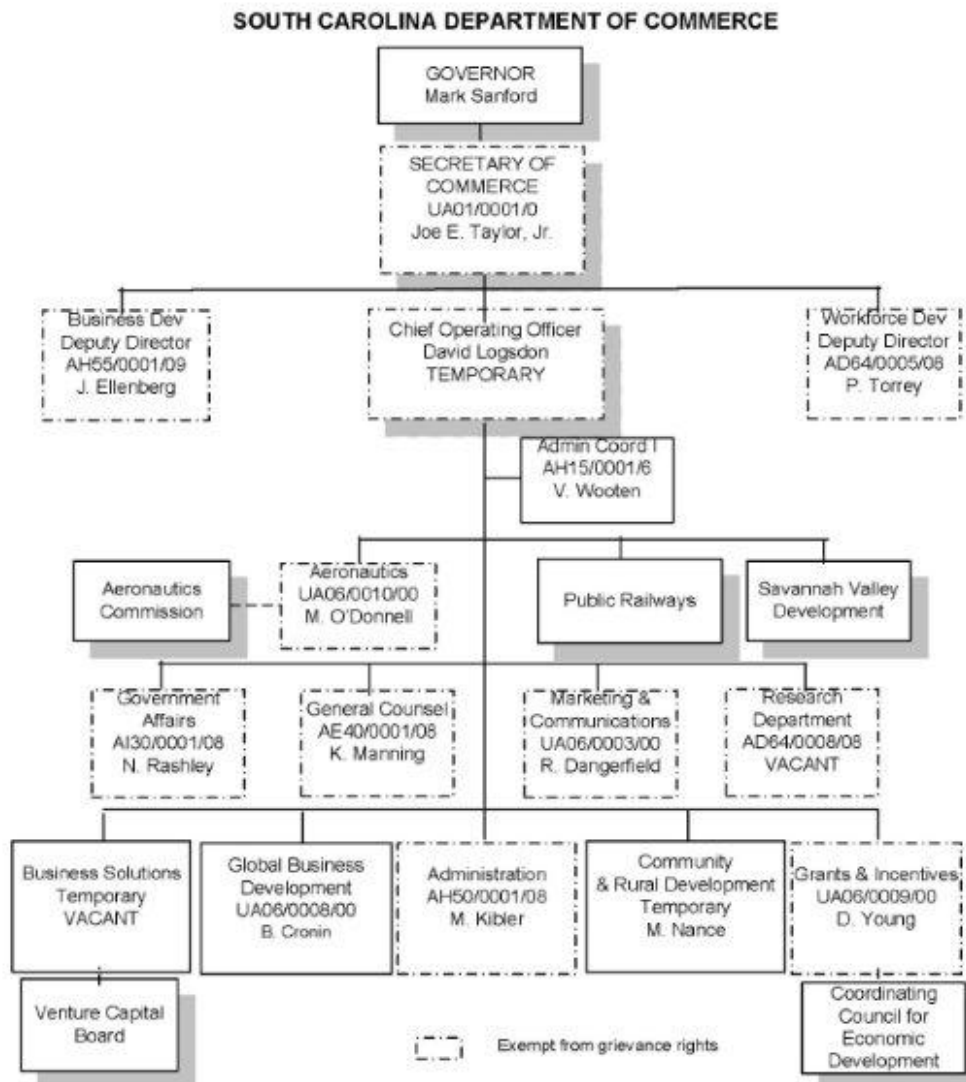 SOUTH CAROLINA DEPARTMENT OF COMMERCE
GOVERNOR
Mark Sanford
SECRETARY OF
COMMERCE
UA01/0001/0
Joe E. Taylor, Jr.
Business Dev
Deputy Director
AH55/0001/09
J. Ellenberg
Chief Operating Officer
David Logsdon
TEMPORARY
Workforce Dev
Deputy Director
AD64/0005/08
P. Torrey
Admin Coord I
AH15/0001/6
V. Wooten
Aeronautics
Commission
Aeronautics
UA06/0010/00
M. O'Donnell
Public Railways
Savannah Valley
Development
Government
Affairs
AI30/0001/08
N. Rashley
General Counsel
AE40/0001/08
K. Manning
Marketing &
Communications
UA06/0003/00
R. Dangerfield
Research
Department
AD64/0008/08
VACANT
Business Solutions
Temporary
VACANT
Global Business
Development
UA06/0008/00
B. Cronin
Administration
AH50/0001/08
M. Kibler
Community
& Rural Development
Temporary
M. Nance
Grants & Incentives
UA06/0009/00
D. Young
Venture Capital
Board
Coordinating
Council for
Economic
Development
Exempt from grievance rights